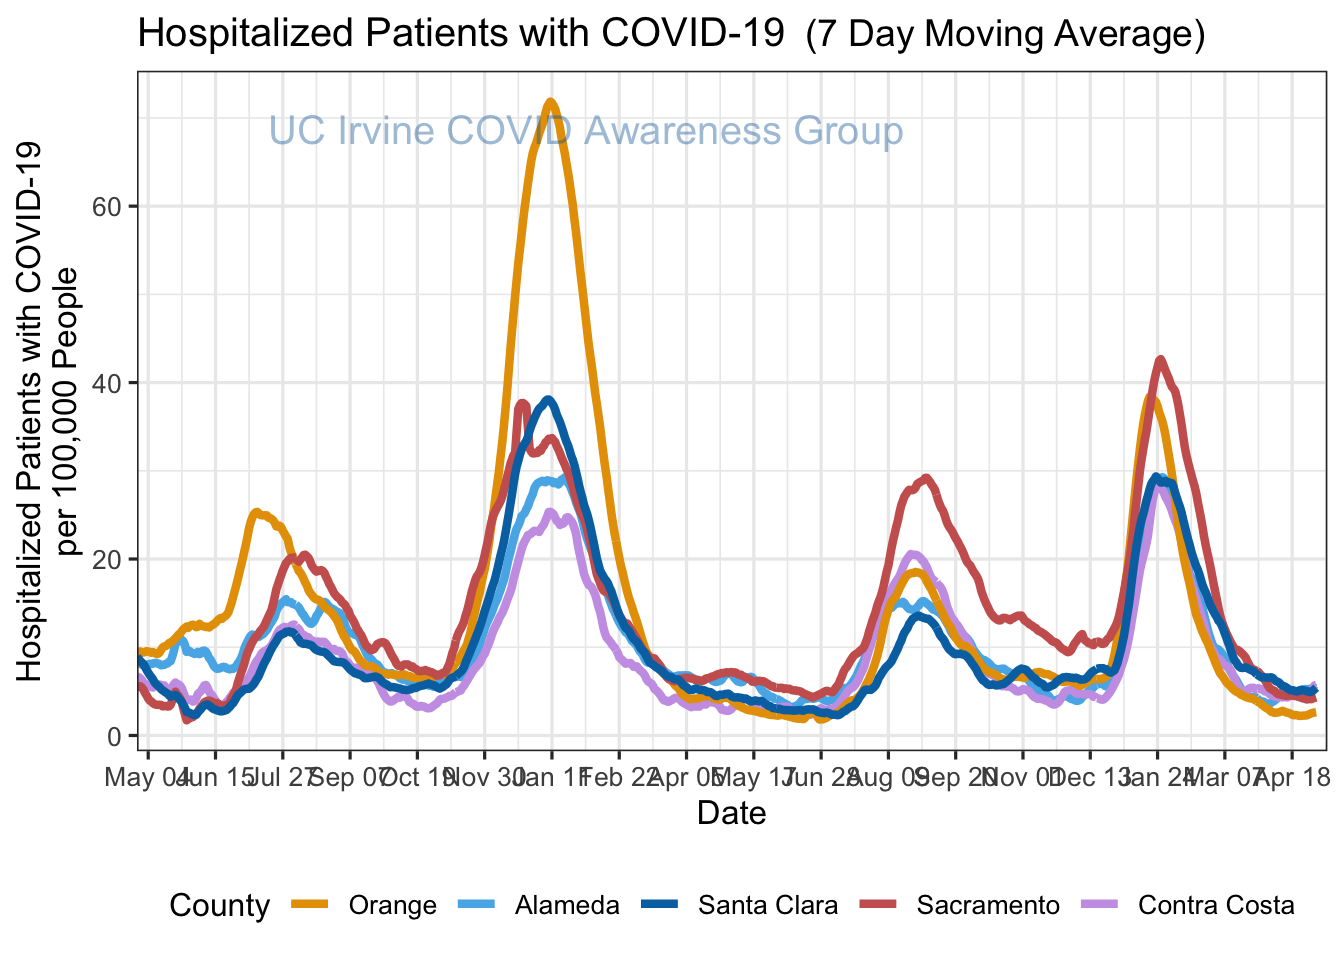 Hospitalized Patients with COVID-19 (7 Day Moving Average)
UC Irvine COVID Awareness Group
Hospitalized Patients with COVID-19
per 100,000 People
60
40
20
0
May 04 Jun 15 Jul 27 Sep 07 Oct 19 Nov 30 Jan 11 Feb 22 Apr 05 May 17 Jun 28 Aug 09 Sep 20 Nov 01 Dec 13 Jan 24 Mar 07 Apr 18
Date
County Orange Alameda Santa Clara Sacramento Contra Costa